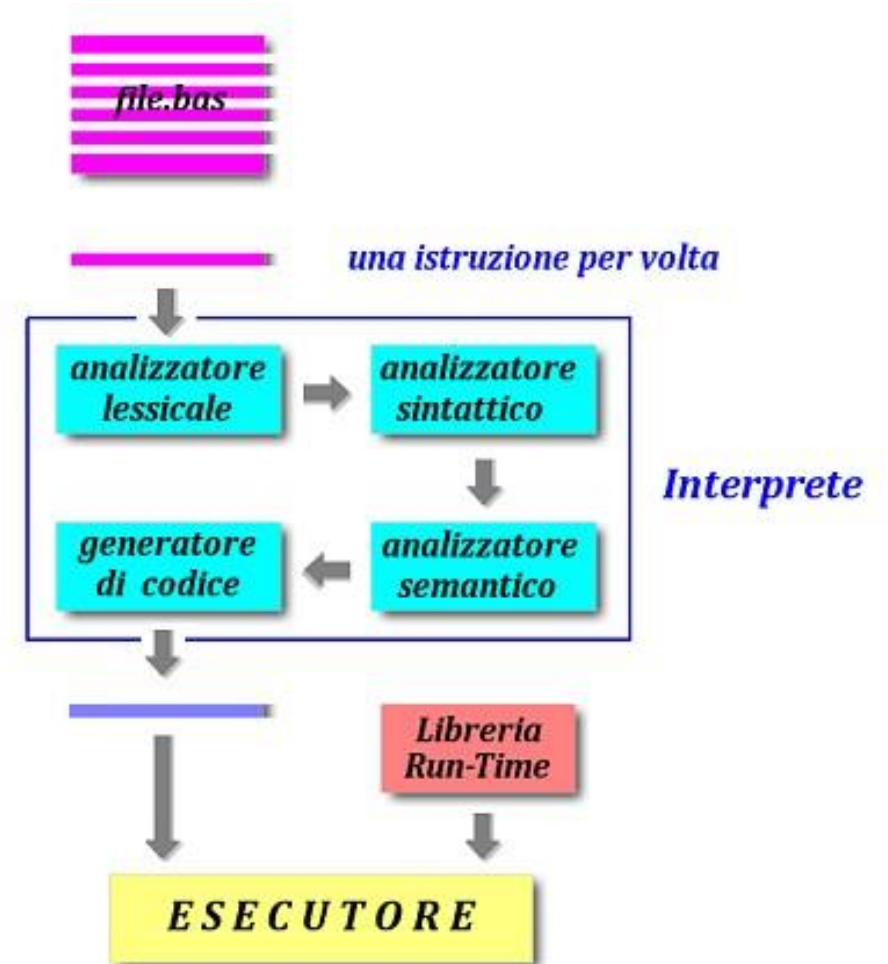 file.bas
una istruzione per volta
analizzatore
lessicale
analizzatore
sintattico
Interprete
generatore
di codice
analizzatore
semantico
Libreria
Run-Time
ESECUTORE